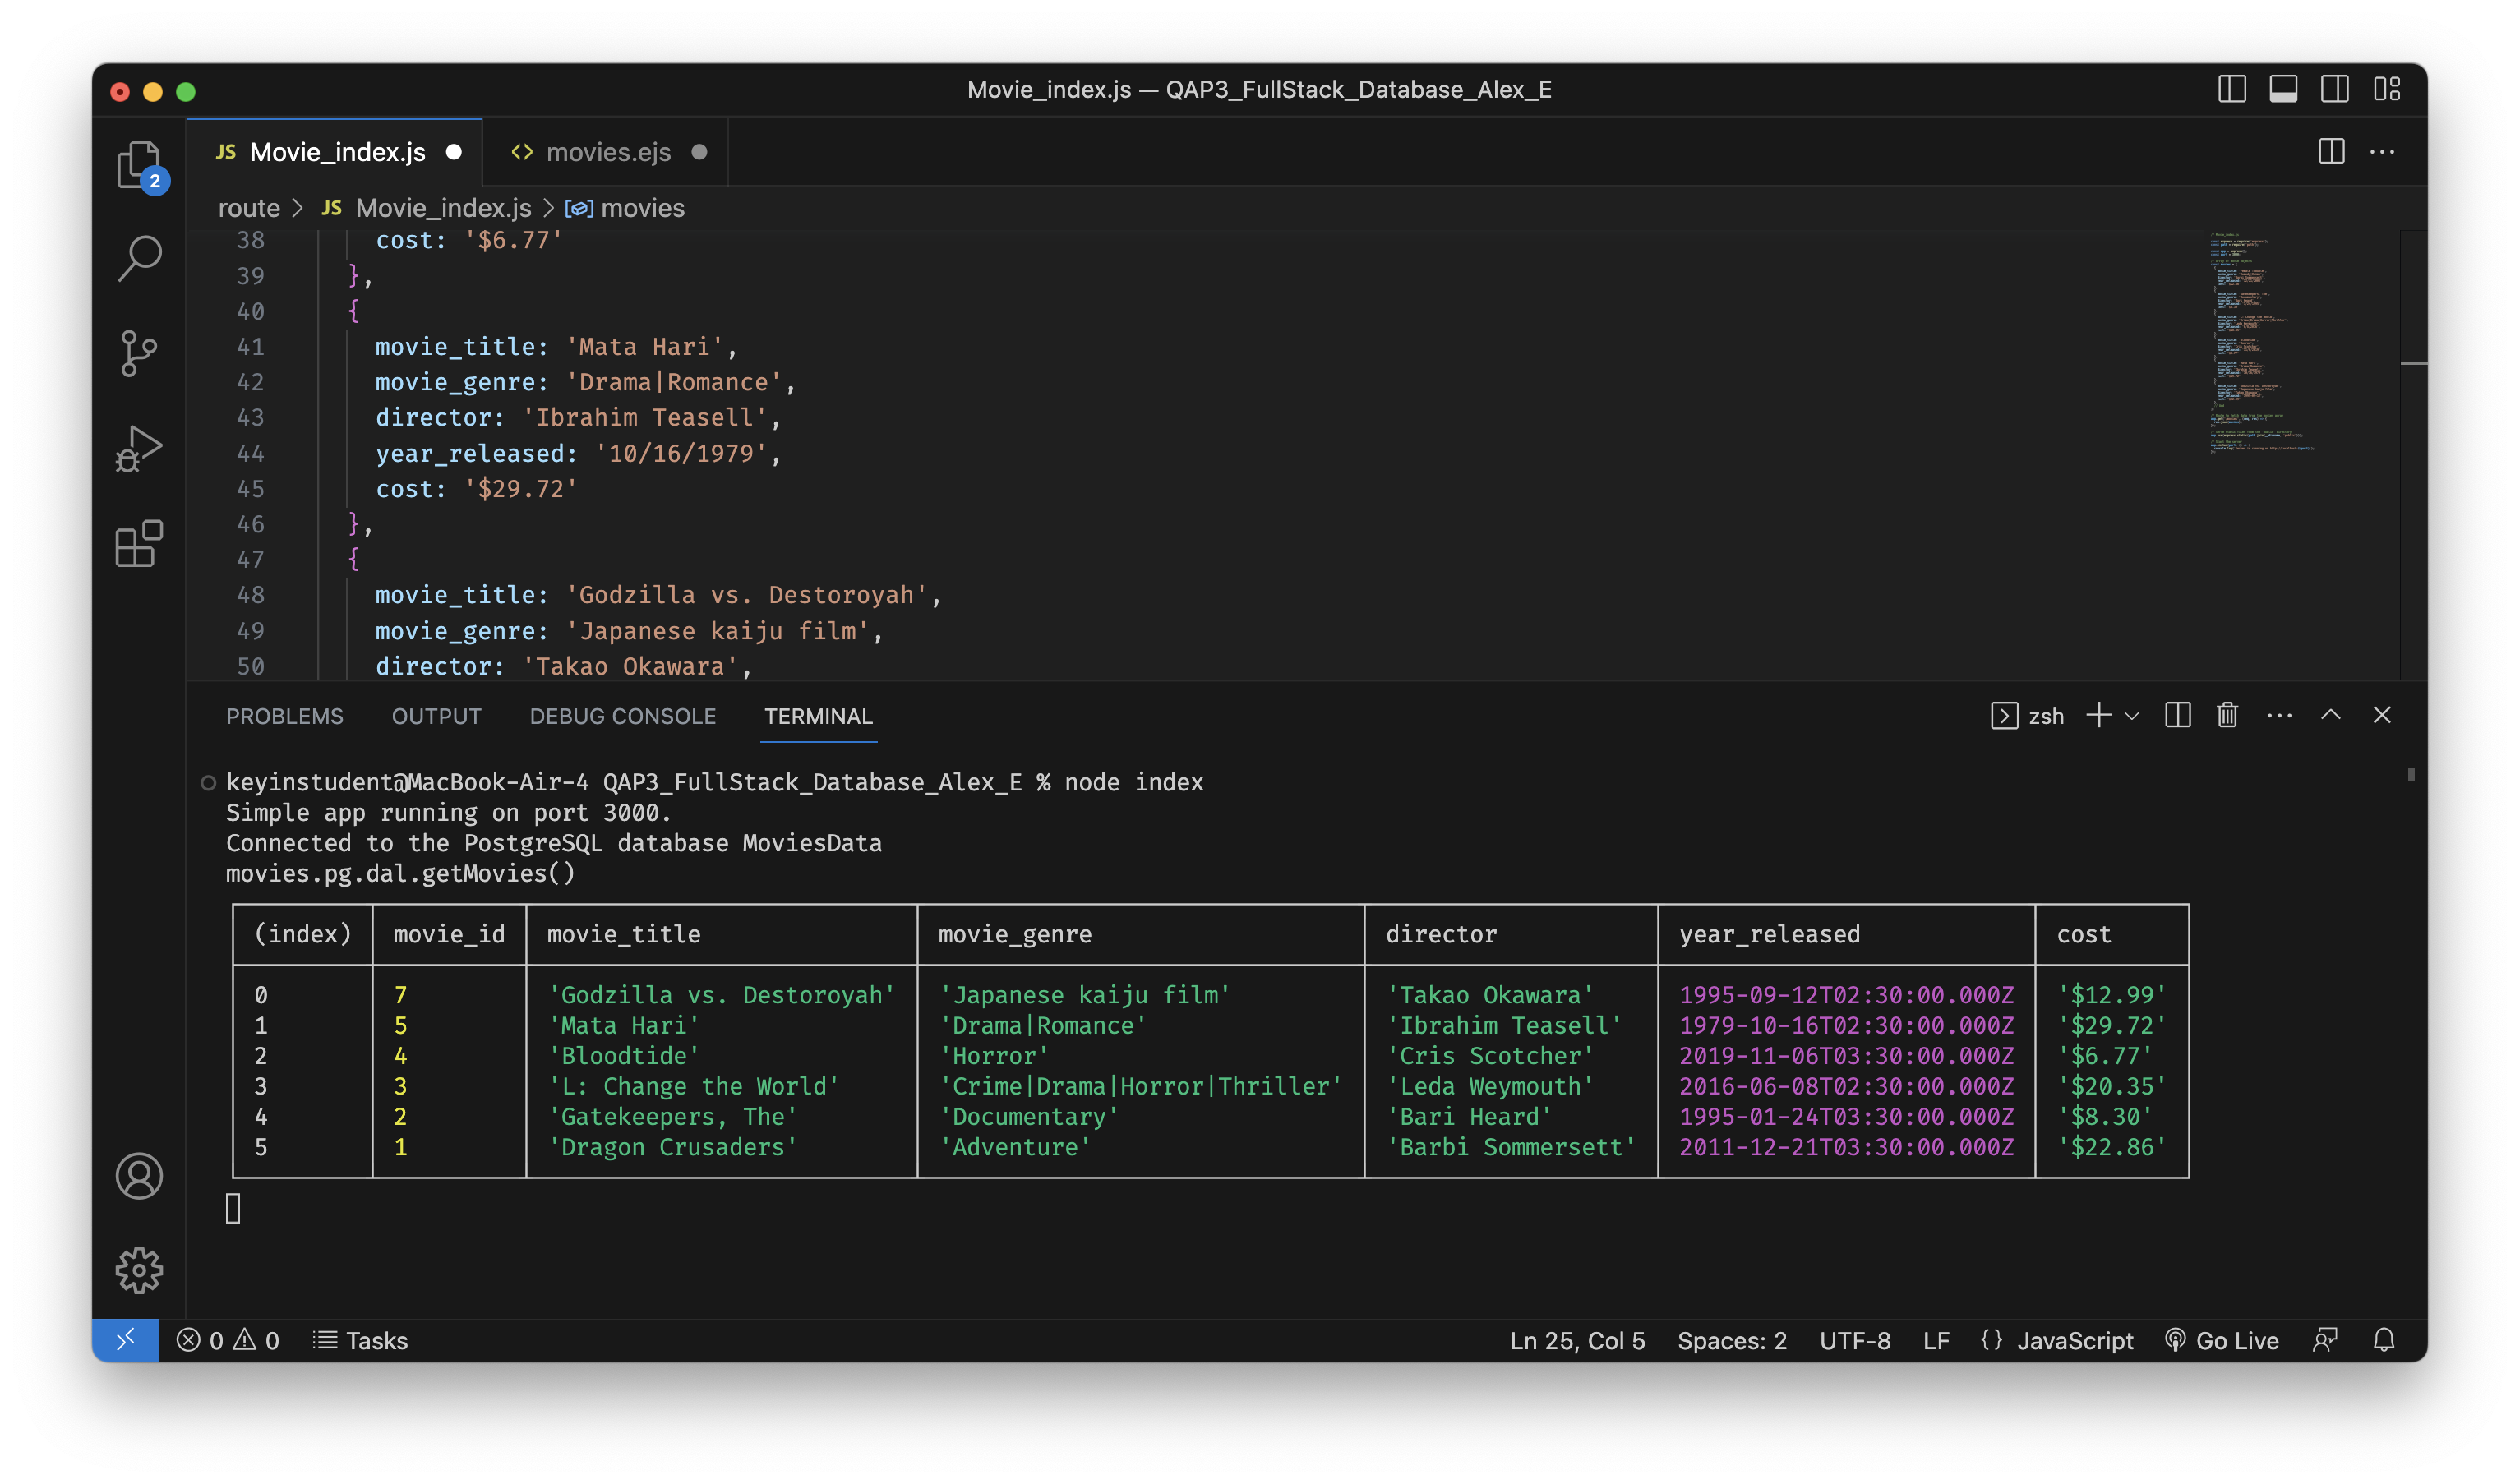 Movie_index.js — QAP3_FullStack_Database_Alex_E
JS Movie_index.js movies.ejs
2
route > JS Movie_index.js > movies
38 cost: '$6.77'
39 },
40 {
41 movie_title: 'Mata Hari',
42 movie_genre: 'Drama|Romance',
43 director: 'Ibrahim Teasell',
44 year_released: '10/16/1979',
45 cost: '$29.72'
46 },
47 {
48 movie_title: 'Godzilla vs. Destoroyah',
49 movie_genre: 'Japanese kaiju film',
50 director: 'Takao Okawara',
PROBLEMS OUTPUT DEBUG CONSOLE TERMINAL zsh
keyinstudent@MacBook-Air-4 QAP3_FullStack_Database_Alex_E % node index
Simple app running on port 3000.
Connected to the PostgreSQL database MoviesData
movies.pg.dal.getMovies()
(index) movie_id movie_title movie_genre director year_released cost
0 7 'Godzilla vs. Destoroyah' 'Japanese kaiju film' 'Takao Okawara' 1995-09-12T02:30:00.000Z '$12.99'
1 5 'Mata Hari' 'Drama|Romance' 'Ibrahim Teasell' 1979-10-16T02:30:00.000Z '$29.72'
2 4 'Bloodtide' 'Horror' 'Cris Scotcher' 2019-11-06T03:30:00.000Z '$6.77'
3 3 'L: Change the World' 'Crime|Drama|Horror|Thriller' 'Leda Weymouth' 2016-06-08T02:30:00.000Z '$20.35'
4 2 'Gatekeepers, The' 'Documentary' 'Bari Heard' 1995-01-24T03:30:00.000Z '$8.30'
5 1 'Dragon Crusaders' 'Adventure' 'Barbi Sommersett' 2011-12-21T03:30:00.000Z '$22.86'
0 0 Tasks Ln 25, Col 5 Spaces: 2 UTF-8 LF {} JavaScript Go Live